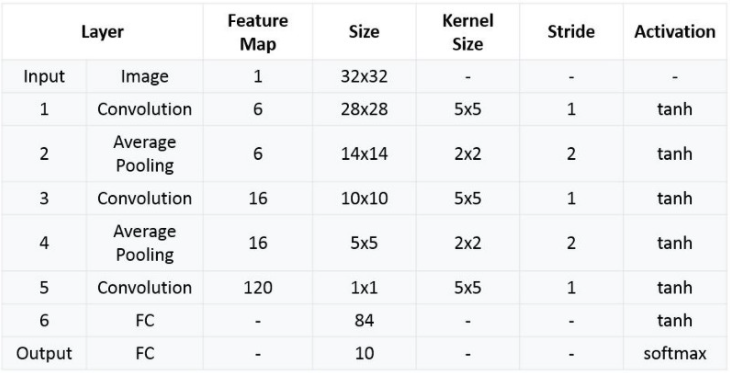 Layer Feature Map Size Kernel Size Stride Activation
Input Image 1 32x32 - - -
1 Convolution 6 28x28 5x5 1 tanh
2 Average Pooling 6 14x14 2x2 2 tanh
3 Convolution 16 10x10 5x5 1 tanh
4 Average Pooling 16 5x5 2x2 2 tanh
5 Convolution 120 1x1 5x5 1 tanh
6 FC - 84 - - tanh
Output FC - 10 - - softmax